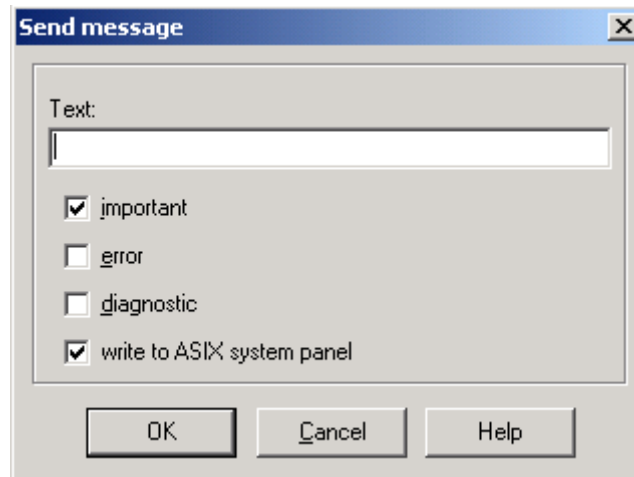 Send message
Text:
important
error
diagnostic
write to ASIX system panel
OK Cancel Help